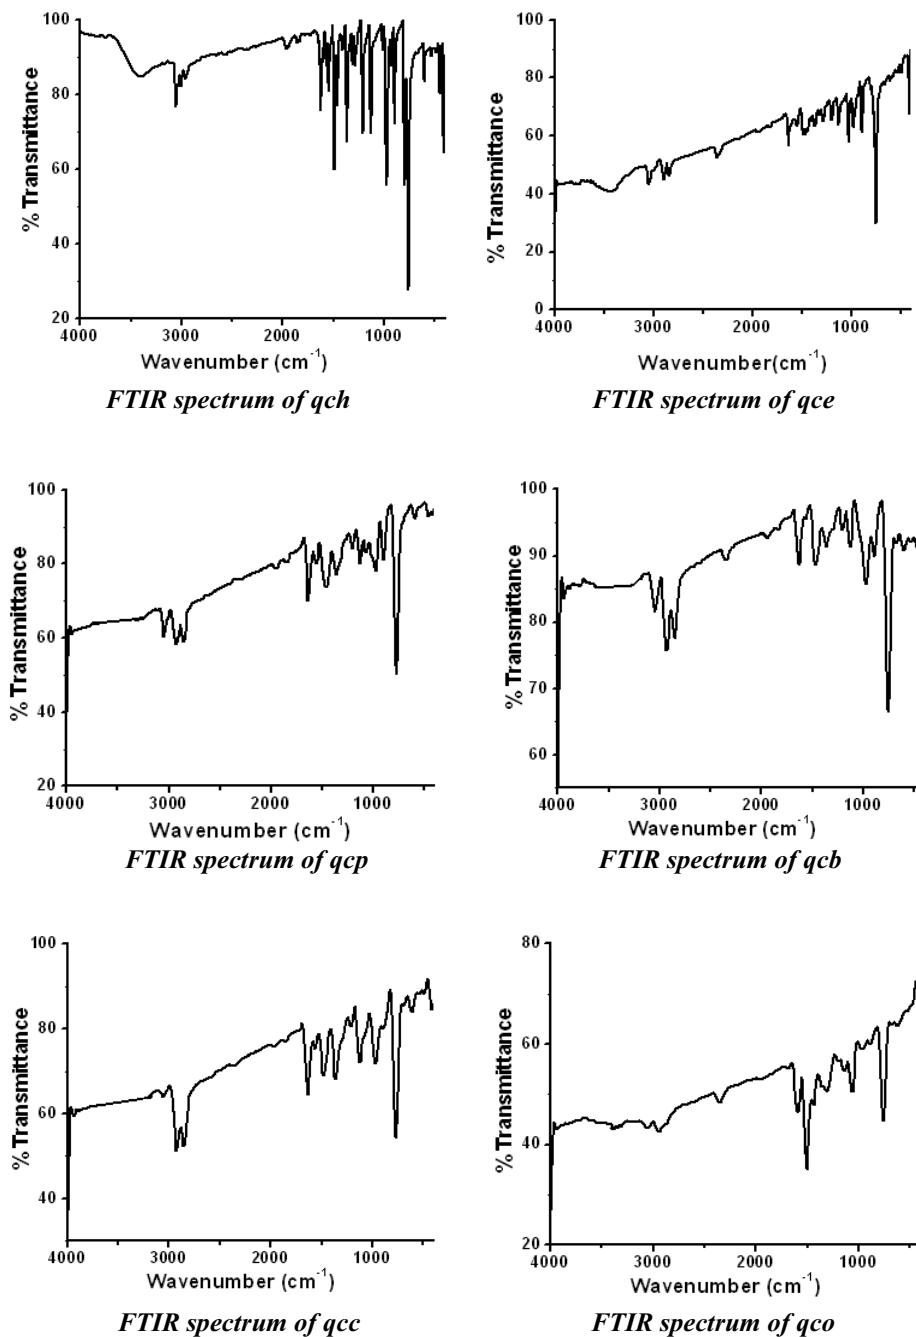 100
80
60
40
20
% Transmittance
4000
3000
2000
1000
Wavenumber (cm-1)
FTIR spectrum of qch
100
80
60
40
20
0
% Transmittance
4000
3000
2000
1000
Wavenumber(cm-1)
FTIR spectrum of qce
100
80
60
40
20
% Transmittance
4000
3000
2000
1000
Wavenumber (cm-1)
FTIR spectrum of qcp
100
90
80
70
60
% Transmittance
4000
3000
2000
1000
Wavenumber (cm-1)
FTIR spectrum of qcb
100
80
60
40
% Transmittance
4000
3000
2000
1000
Wavenumber (cm-1)
FTIR spectrum of qcc
80
60
40
20
% Transmittance
4000
3000
2000
1000
Wavenumber (cm-1)
FTIR spectrum of qco